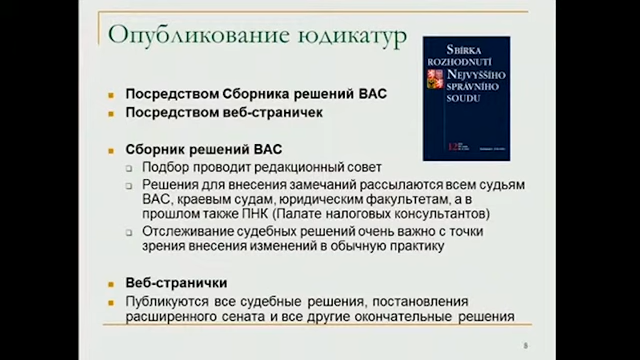 Опубликование юдикатур
Посредством Сборника решений ВАС
Посредством веб-страничек
Сборник решений ВАС
Подбор проводит редакционный совет
Решения для внесения замечаний рассылаются всем судьям
ВАС, краевым судам, юридическим факультетам, а в
прошлом также ПНК (Палате налоговых консультантов)
Отслеживание судебных решений очень важно с точки
зрения внесения изменений в обычную практику
Веб-странички
Публикуются все судебные решения, постановления
расширенного сената и все другие окончательные решения
SBÍRKA
ROZHODNUTÍ
NEJVYŠŠÍHO
SPRÁVNÍHO
SOUDU
12